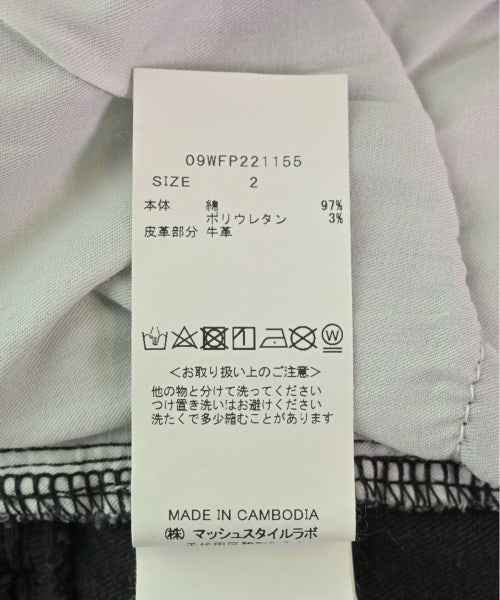 09WFP221155
SIZE 2
本体 綿 97%
ポリウレタン 3%
皮革部分 牛革
＜お取り扱い上のご注意＞
他の物と分けて洗ってください
つけ置き洗いはお避けください
洗たくで多少縮むことがあります
MADE IN CAMBODIA
(株) マッシュスタイルラボ